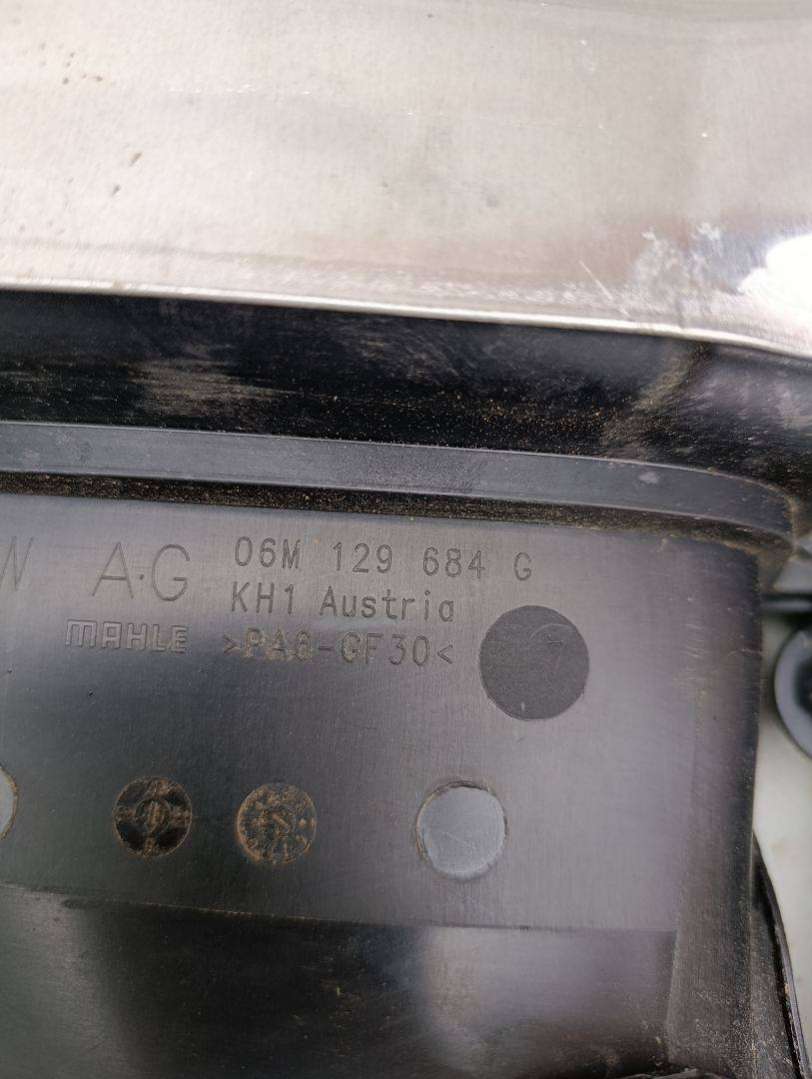 W A·G 06M 129 684 G
KH1 Austria
MAHLE >PA6-GF30<